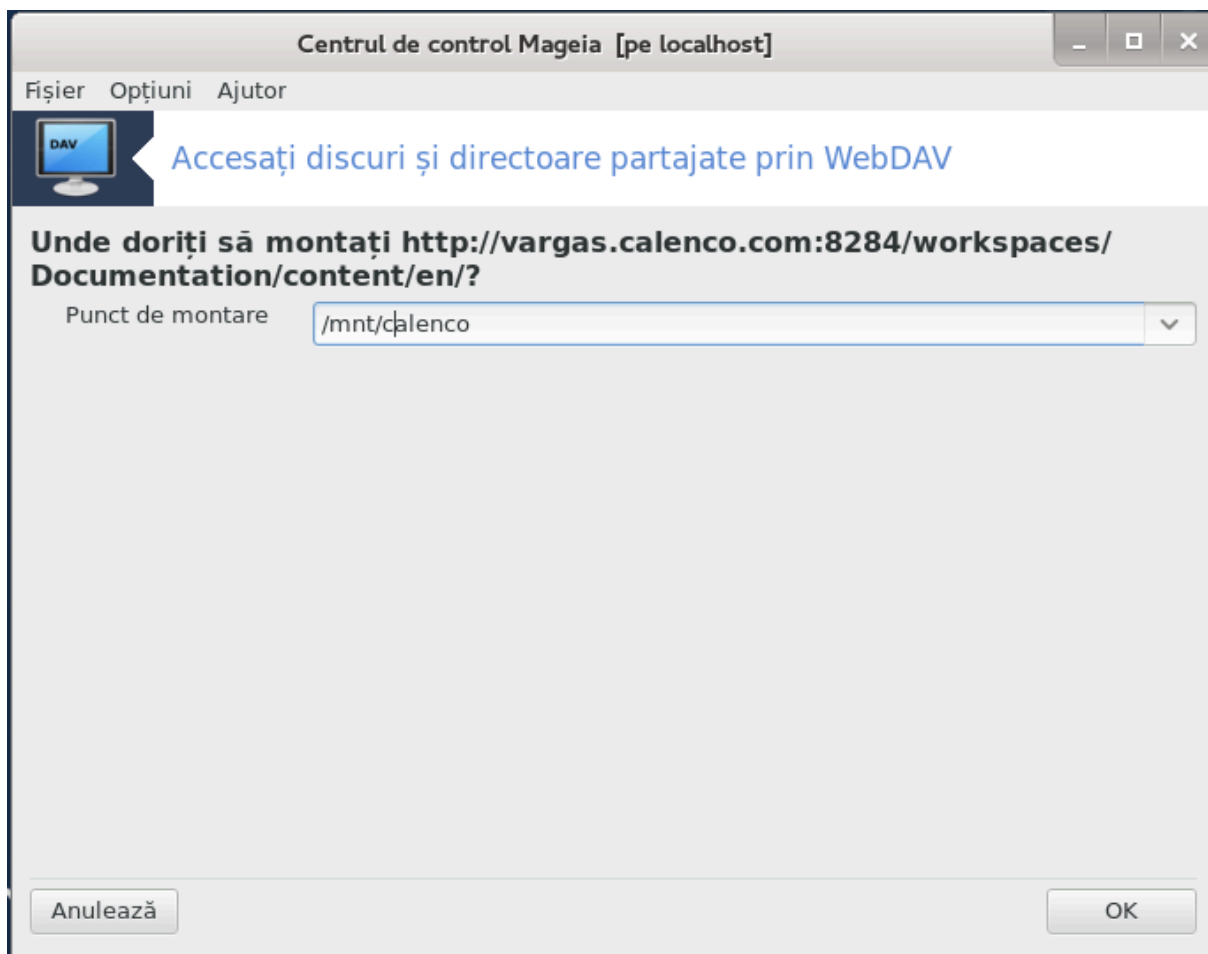 Centrul de control Mageia [pe localhost]
Fișier Opțiuni Ajutor
DAV
Accesați discuri și directoare partajate prin WebDAV
Unde doriți să montați http://vargas.calenco.com:8284/workspaces/
Documentation/content/en/?
Punct de montare /mnt/calenco
Anulează OK